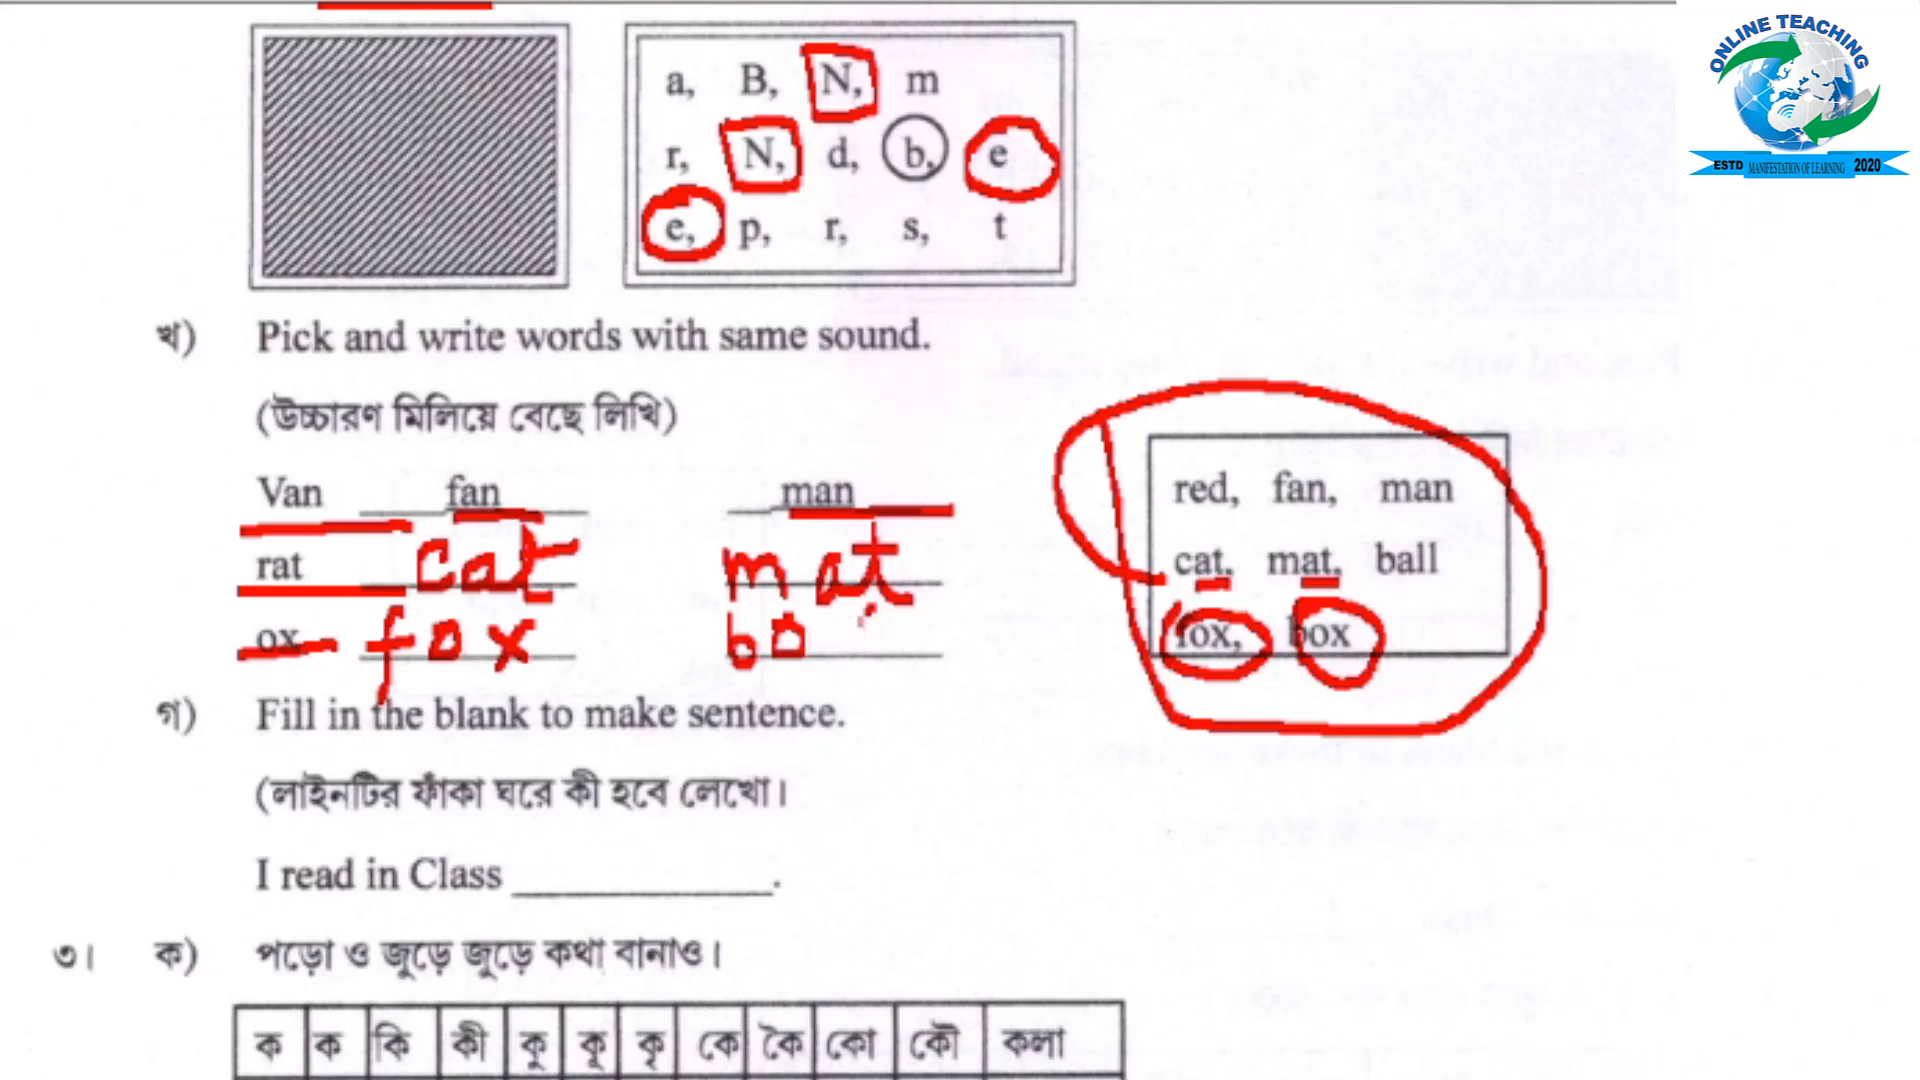 ONLINE TEACHING
ESTD MANIFESTATION OF LEARNING 2020
a, B, N, m
r, N, d, b, e
e, p, r, s, t
খ) Pick and write words with same sound.
(উচ্চারণ মিলিয়ে বেছে লিখি)
Van fan man
rat cat mat
ox fox bo
red, fan, man
cat, mat, ball
fox, box
গ) Fill in the blank to make sentence.
(লাইনটির ফাঁকা ঘরে কী হবে লেখো।
I read in Class ____________.
৩। ক) পড়ো ও জুড়ে জুড়ে কথা বানাও।
ক ক কি কী কু কূ কৃ কে কৈ কো কৌ কলা